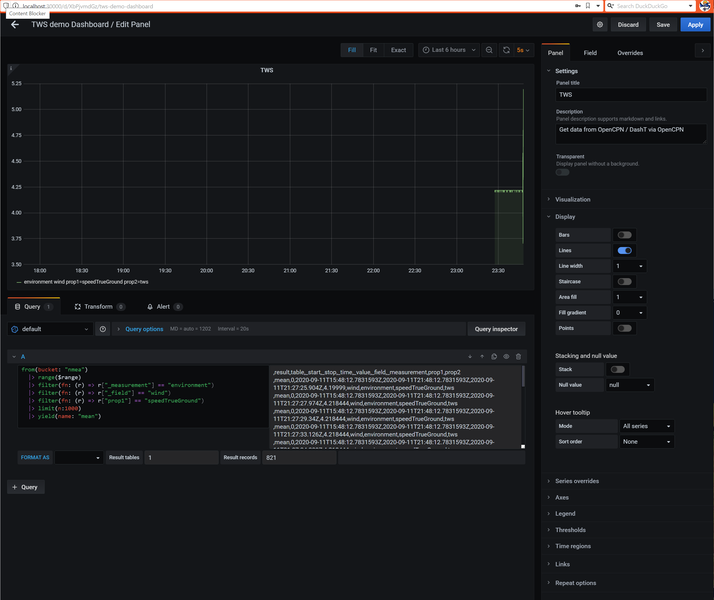 localhost:3000/d/XbPjvmdGz/tws-demo-dashboard
Search DuckDuckGo
Content Blocker
TWS demo Dashboard / Edit Panel
Discard
Save
Apply
Fill
Fit
Exact
Last 6 hours
5s
TWS
5.25
5.00
4.75
4.50
4.25
4.00
3.75
3.50
18:00
18:30
19:00
19:30
20:00
20:30
21:00
21:30
22:00
22:30
23:00
23:30
environment wind prop1=speedTrueGround prop2=tws
Query 1
Transform 0
Alert 0
default
Query options
MD = auto = 1202
Interval = 20s
Query inspector
A
from(bucket: "nmea")
|> range($range)
|> filter(fn: (r) => r["_measurement"] == "environment")
|> filter(fn: (r) => r["_field"] == "wind")
|> filter(fn: (r) => r["prop1"] == "speedTrueGround")
|> limit(n:1000)
|> yield(name: "mean")
,result,table_start_stop_time_value_field_measurement,prop1,prop2
,mean,0,2020-09-11T15:48:12.7831593Z,2020-09-11T21:48:12.7831593Z,2020-09-
11T21:27:25.904Z,4.19999,wind,environment,speedTrueGround,tws
,mean,0,2020-09-11T15:48:12.7831593Z,2020-09-11T21:48:12.7831593Z,2020-09-
11T21:27:27.974Z,4.218444,wind,environment,speedTrueGround,tws
,mean,0,2020-09-11T15:48:12.7831593Z,2020-09-11T21:48:12.7831593Z,2020-09-
11T21:27:29.34Z,4.218444,wind,environment,speedTrueGround,tws
,mean,0,2020-09-11T15:48:12.7831593Z,2020-09-11T21:48:12.7831593Z,2020-09-
11T21:27:33.126Z,4.218444,wind,environment,speedTrueGround,tws
,mean,0,2020-09-11T15:48:12.7831593Z,2020-09-11T21:48:12.7831593Z,2020-09-
FORMAT AS
Result tables
1
Result records
821
+ Query
Panel
Field
Overrides
Settings
Panel title
TWS
Description
Panel description supports markdown and links.
Get data from OpenCPN / DashT via OpenCPN
Transparent
Display panel without a background.
Visualization
Display
Bars
Lines
Line width
1
Staircase
Area fill
1
Fill gradient
0
Points
Stacking and null value
Stack
Null value
null
Hover tooltip
Mode
All series
Sort order
None
Series overrides
Axes
Legend
Thresholds
Time regions
Links
Repeat options